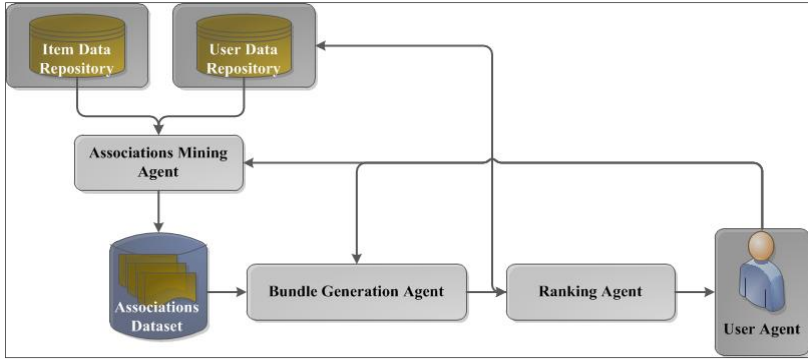 Item Data
Repository
User Data
Repository
Associations Mining
Agent
Associations
Dataset
Bundle Generation Agent
Ranking Agent
User Agent